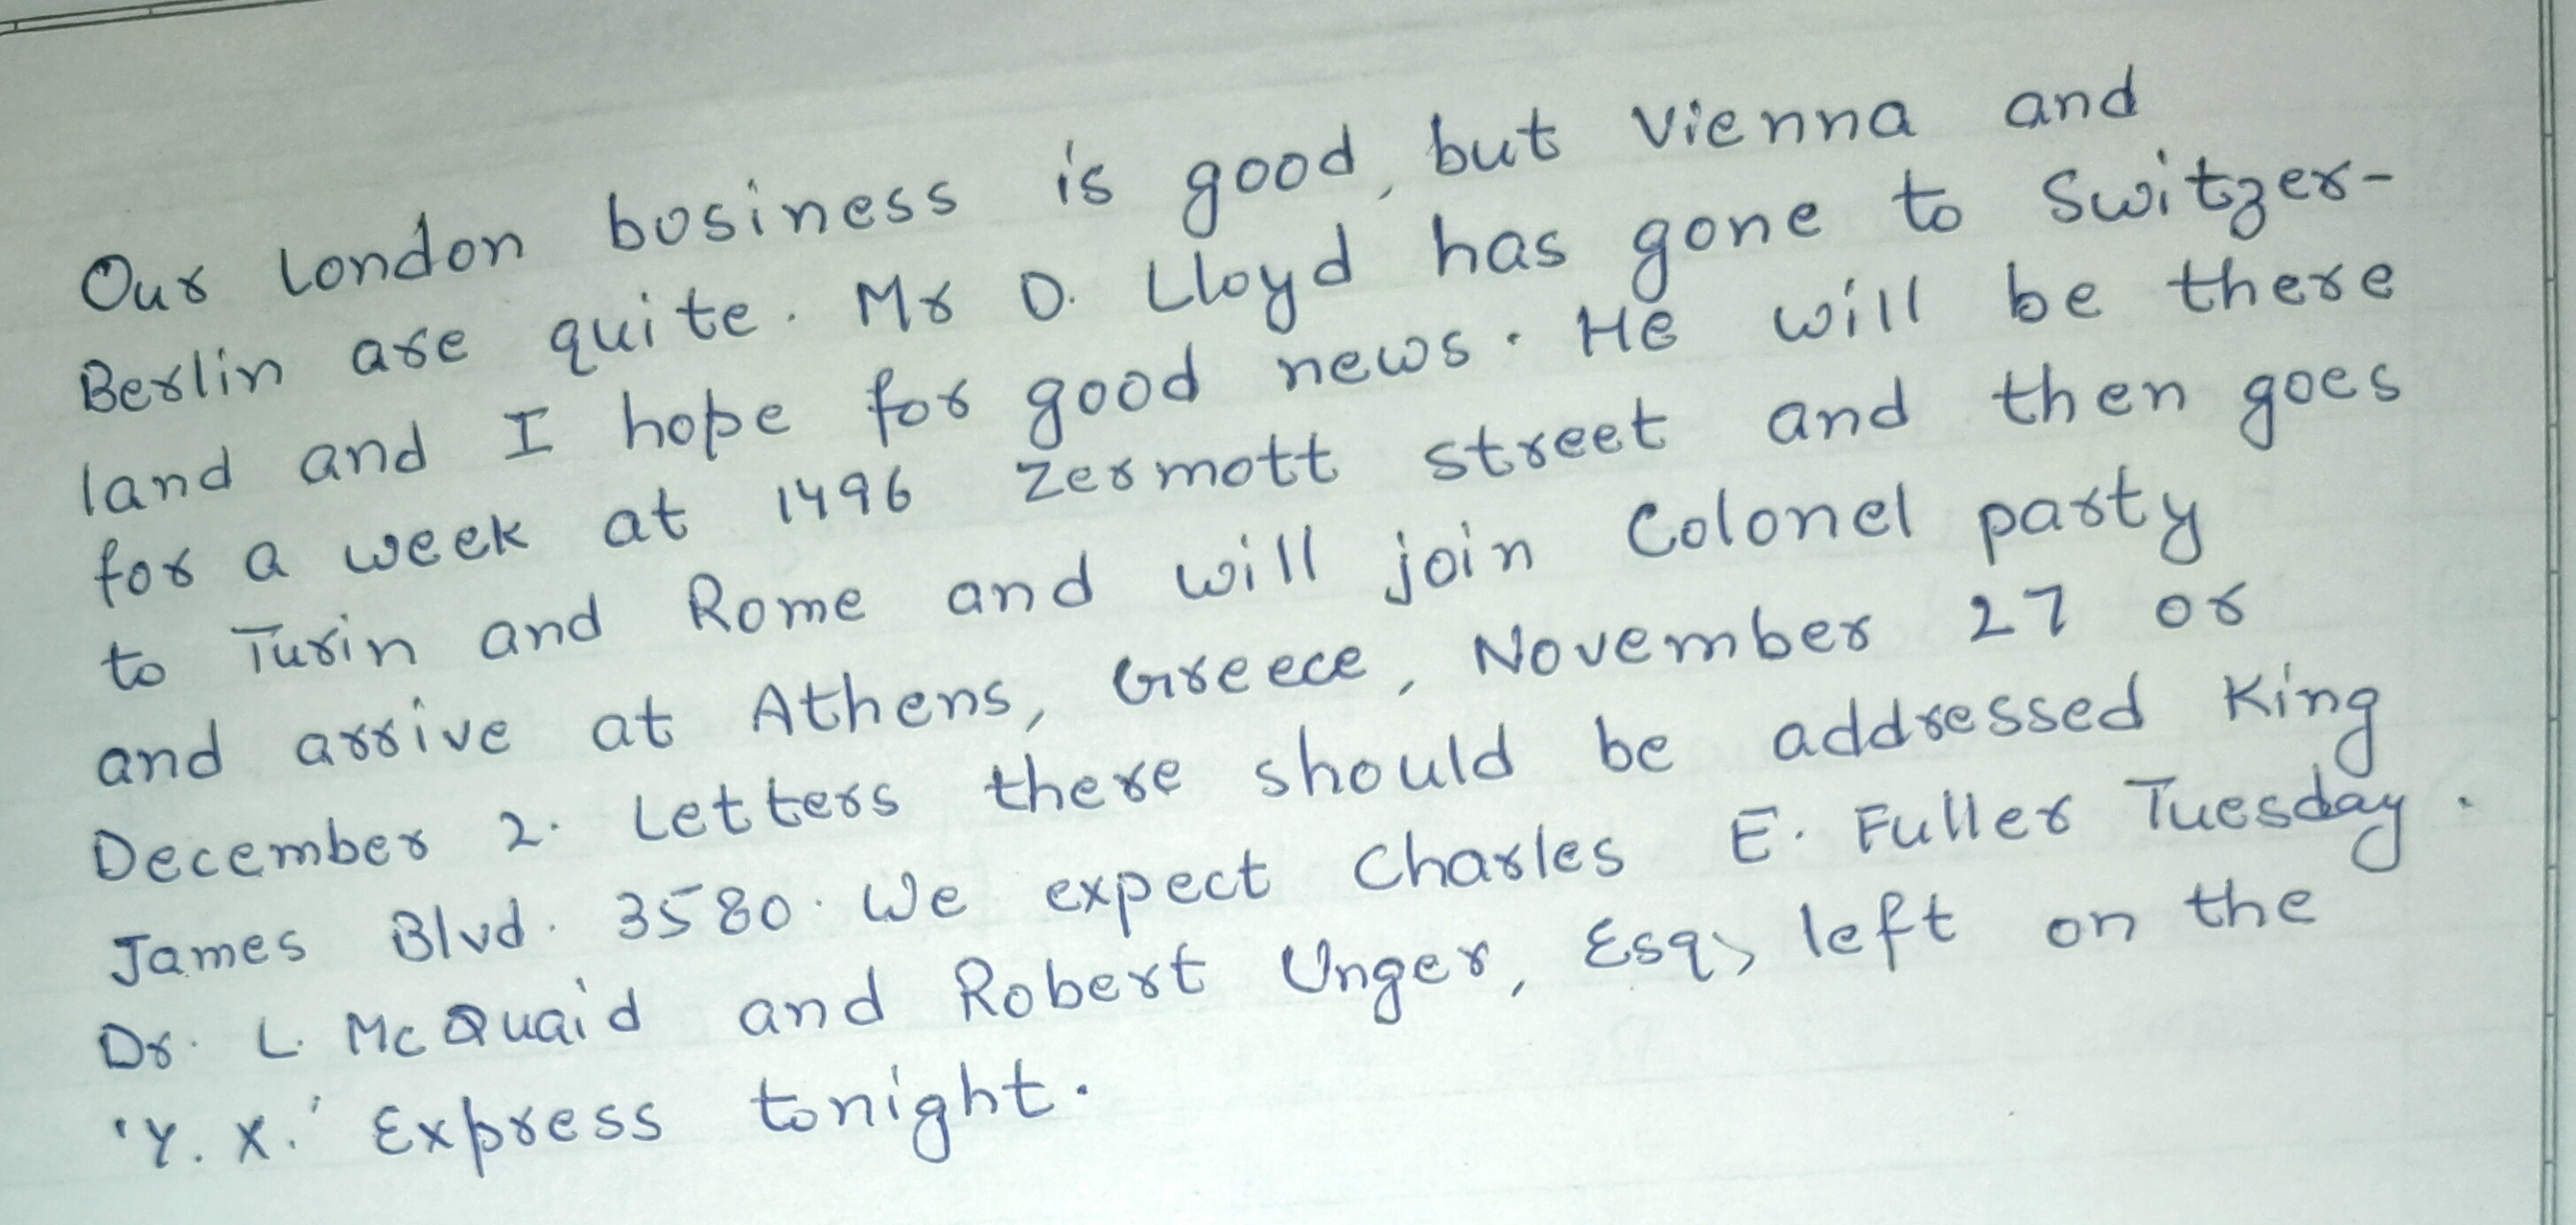 Our London business is good, but Vienna and
Berlin are quite. Mr D. Lloyd has gone to Switzer-
land and I hope for good news. He will be there
for a week at 1496 Zermott street and then goes
to Turin and Rome and will join Colonel party
and arrive at Athens, Greece, November 27 or
December 2. Letters there should be addressed King
James Blvd. 3580. We expect Charles E. Fuller Tuesday.
Dr. L. McQuaid and Robert Unger, Esq, left on the
'Y. X.' Express tonight.